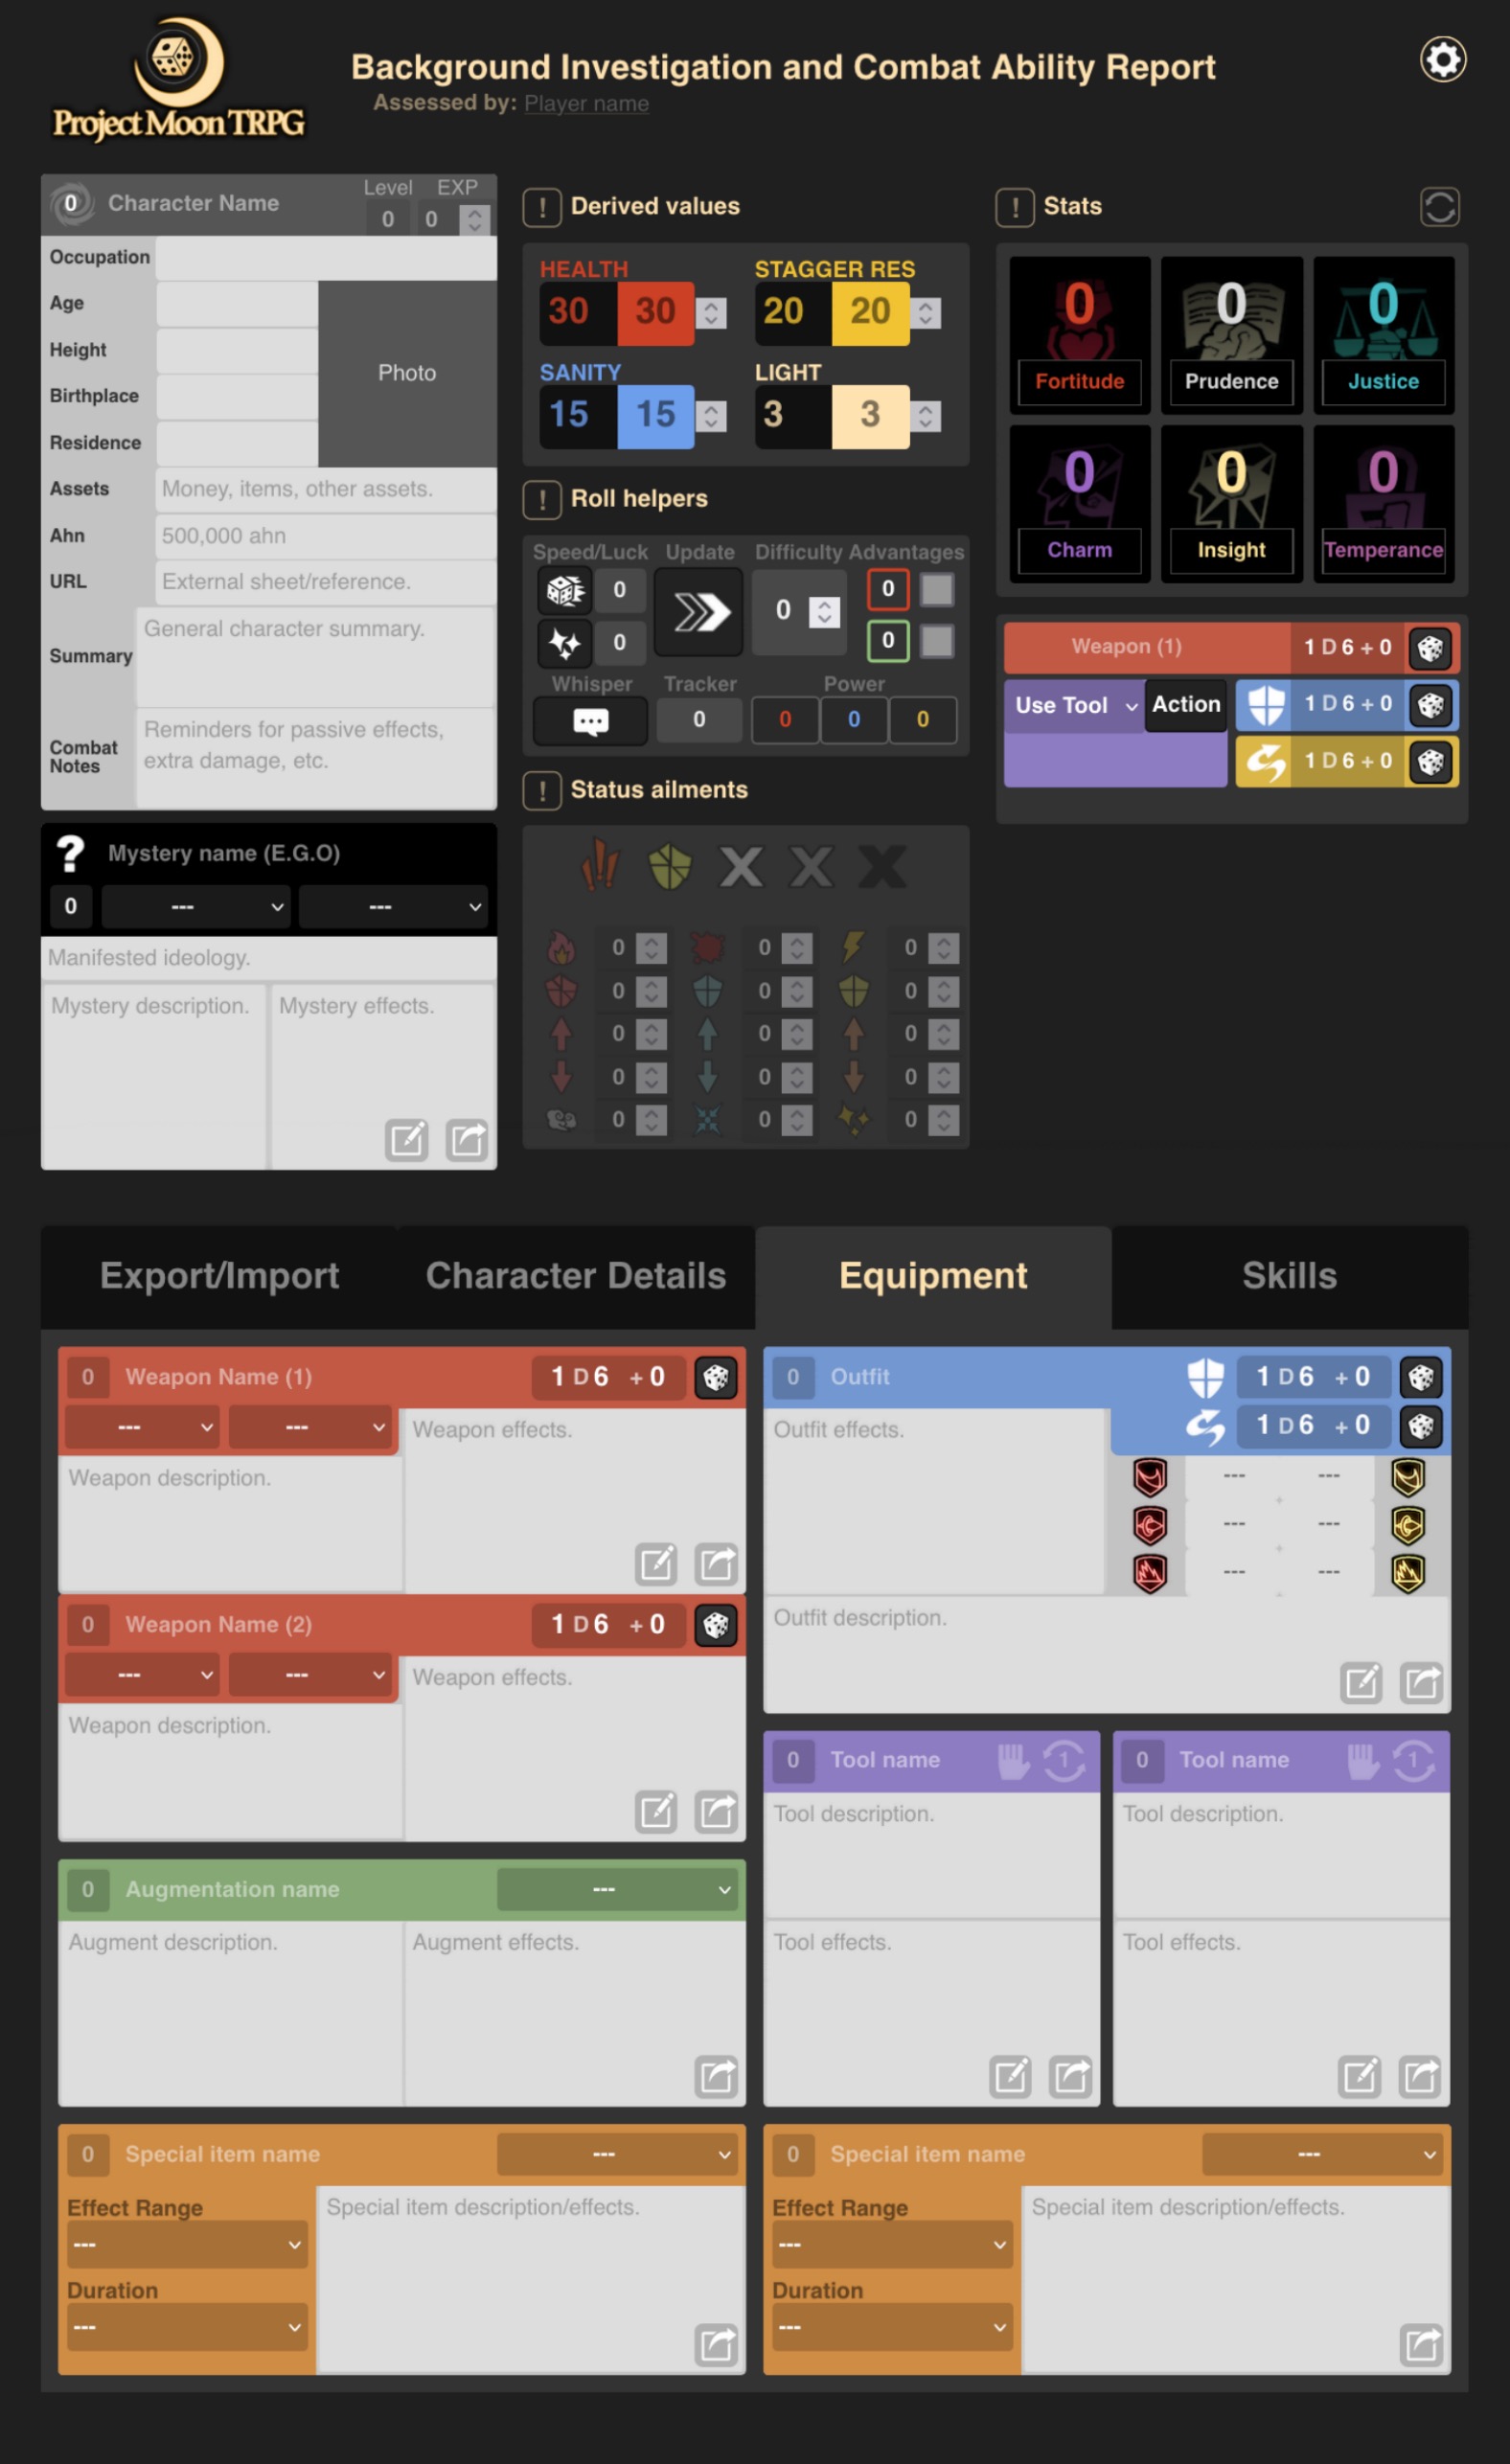 Project Moon TRPG
Background Investigation and Combat Ability Report
Assessed by: Player name
0 Character Name
Level EXP
0 0
Occupation
Age
Height
Birthplace
Residence
Photo
Assets Money, items, other assets.
Ahn 500,000 ahn
URL External sheet/reference.
Summary General character summary.
Combat Notes
Reminders for passive effects,
extra damage, etc.
? Mystery name (E.G.O)
0 --- ---
Manifested ideology.
Mystery description. Mystery effects.
! Derived values
HEALTH STAGGER RES
30 30 20 20
SANITY LIGHT
15 15 3 3
! Roll helpers
Speed/Luck Update Difficulty Advantages
0 0 0
0 0
Whisper Tracker Power
0 0 0 0
! Status ailments
X X X
0 0 0
0 0 0
0 0 0
0 0 0
0 0 0
! Stats
0 0 0
Fortitude Prudence Justice
0 0 0
Charm Insight Temperance
Weapon (1) 1 D 6 + 0
Use Tool Action 1 D 6 + 0
1 D 6 + 0
Export/Import Character Details Equipment Skills
0 Weapon Name (1) 1 D 6 + 0
--- --- Weapon effects.
Weapon description.
0 Weapon Name (2) 1 D 6 + 0
--- --- Weapon effects.
Weapon description.
0 Augmentation name ---
Augment description. Augment effects.
0 Outfit 1 D 6 + 0
1 D 6 + 0
Outfit effects.
--- ---
--- ---
--- ---
Outfit description.
0 Tool name 1
Tool description.
Tool effects.
0 Tool name 1
Tool description.
Tool effects.
0 Special item name ---
Effect Range Special item description/effects.
---
Duration
---
0 Special item name ---
Effect Range Special item description/effects.
---
Duration
---